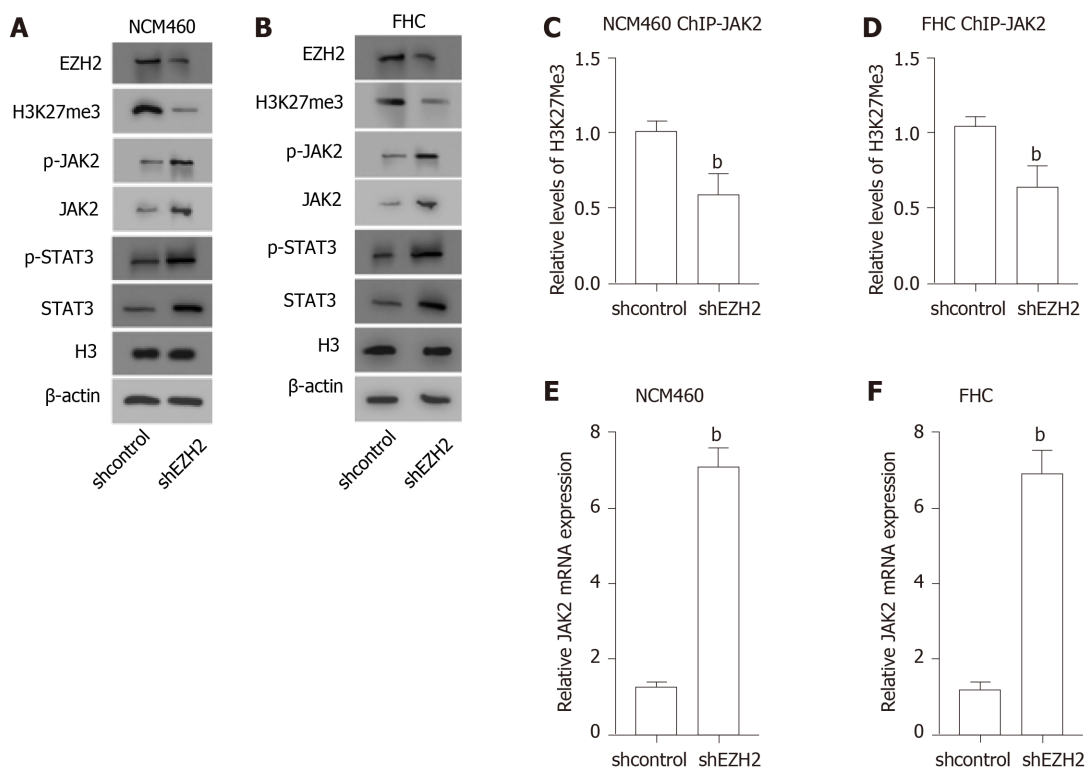 A
NCM460
EZH2
H3K27me3
p-JAK2
JAK2
p-STAT3
STAT3
H3
β-actin
shcontrol
shEZH2
B
FHC
EZH2
H3K27me3
p-JAK2
JAK2
p-STAT3
STAT3
H3
β-actin
shcontrol
shEZH2
C
NCM460 ChIP-JAK2
Relative levels of H3K27Me3
1.5
1.0
0.5
0.0
b
shcontrol shEZH2
D
FHC ChIP-JAK2
Relative levels of H3K27Me3
1.5
1.0
0.5
0.0
b
shcontrol shEZH2
E
NCM460
Relative JAK2 mRNA expression
8
6
4
2
0
b
shcontrol shEZH2
F
FHC
Relative JAK2 mRNA expression
8
6
4
2
0
b
shcontrol shEZH2